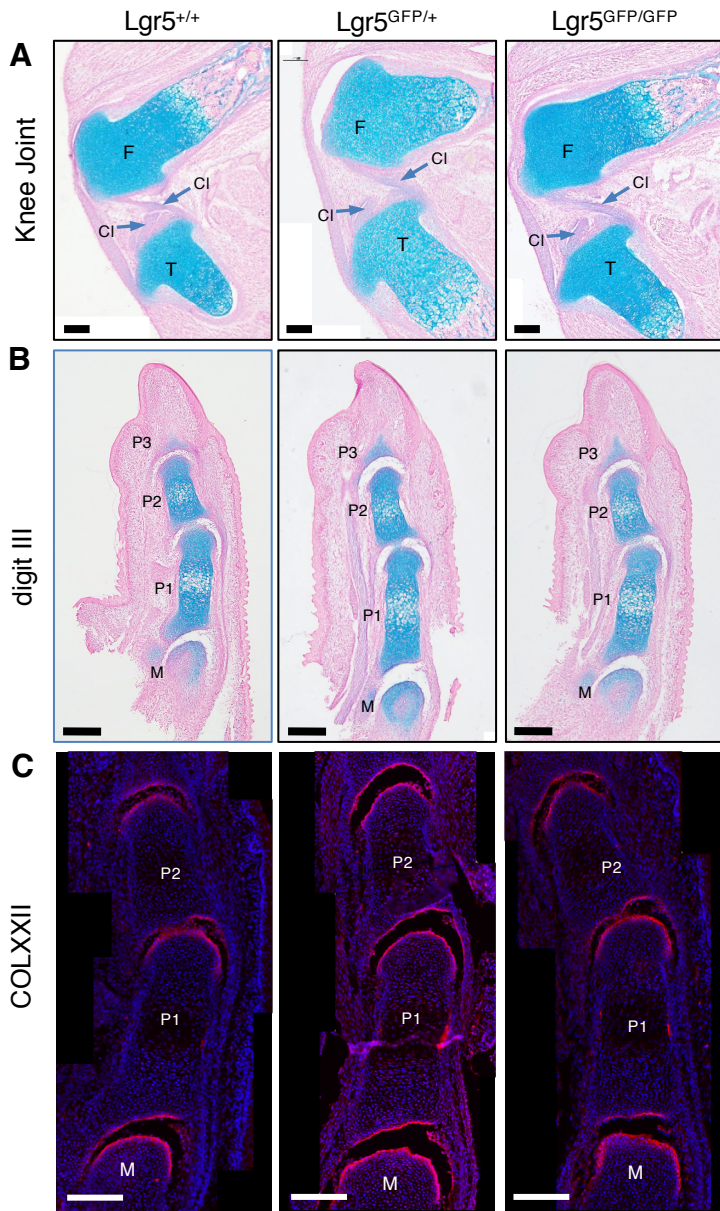 Lgr5+/+ Lgr5GFP/+ Lgr5GFP/GFP
A
Knee Joint
F
CI
CI
T
F
CI
CI
T
F
CI
CI
T
B
digit III
P3
P2
P1
M
P3
P2
P1
M
P3
P2
P1
M
C
COLXXII
P2
P1
M
P2
P1
M
P2
P1
M